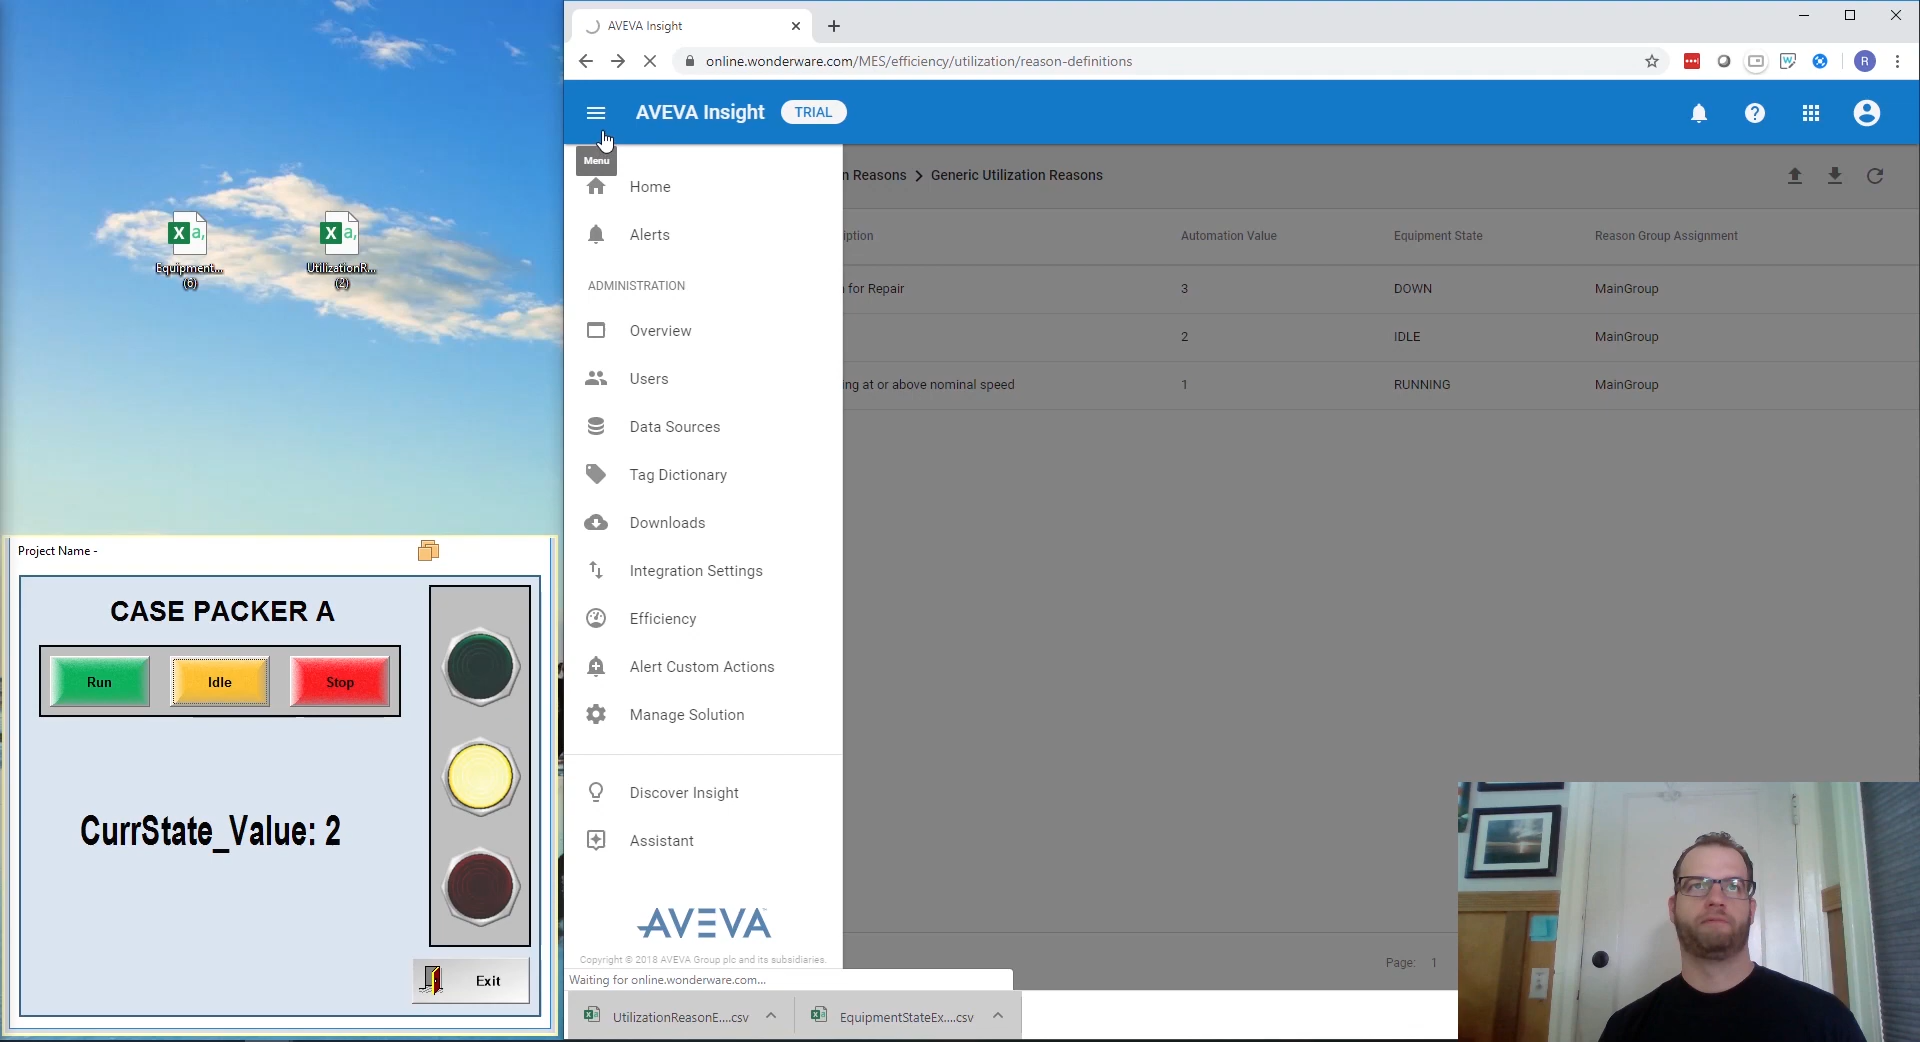 AVEVA Insight
online.wonderware.com/MES/efficiency/utilization/reason-definitions
R
AVEVA Insight TRIAL
Menu
Home
Alerts
ADMINISTRATION
Overview
Users
Data Sources
Tag Dictionary
Downloads
Integration Settings
Efficiency
Alert Custom Actions
Manage Solution
Discover Insight
Assistant
AVEVA
Copyright © 2018 AVEVA Group plc and its subsidiaries.
Waiting for online.wonderware.com...
UtilizationReasonE....csv
EquipmentStateEx....csv
n Reasons > Generic Utilization Reasons
iption Automation Value Equipment State Reason Group Assignment
for Repair 3 DOWN MainGroup
2 IDLE MainGroup
ing at or above nominal speed 1 RUNNING MainGroup
Page: 1
X a,
Equipment...
(6)
X a,
UtilizationR...
(2)
Project Name -
CASE PACKER A
Run Idle Stop
CurrState_Value: 2
Exit